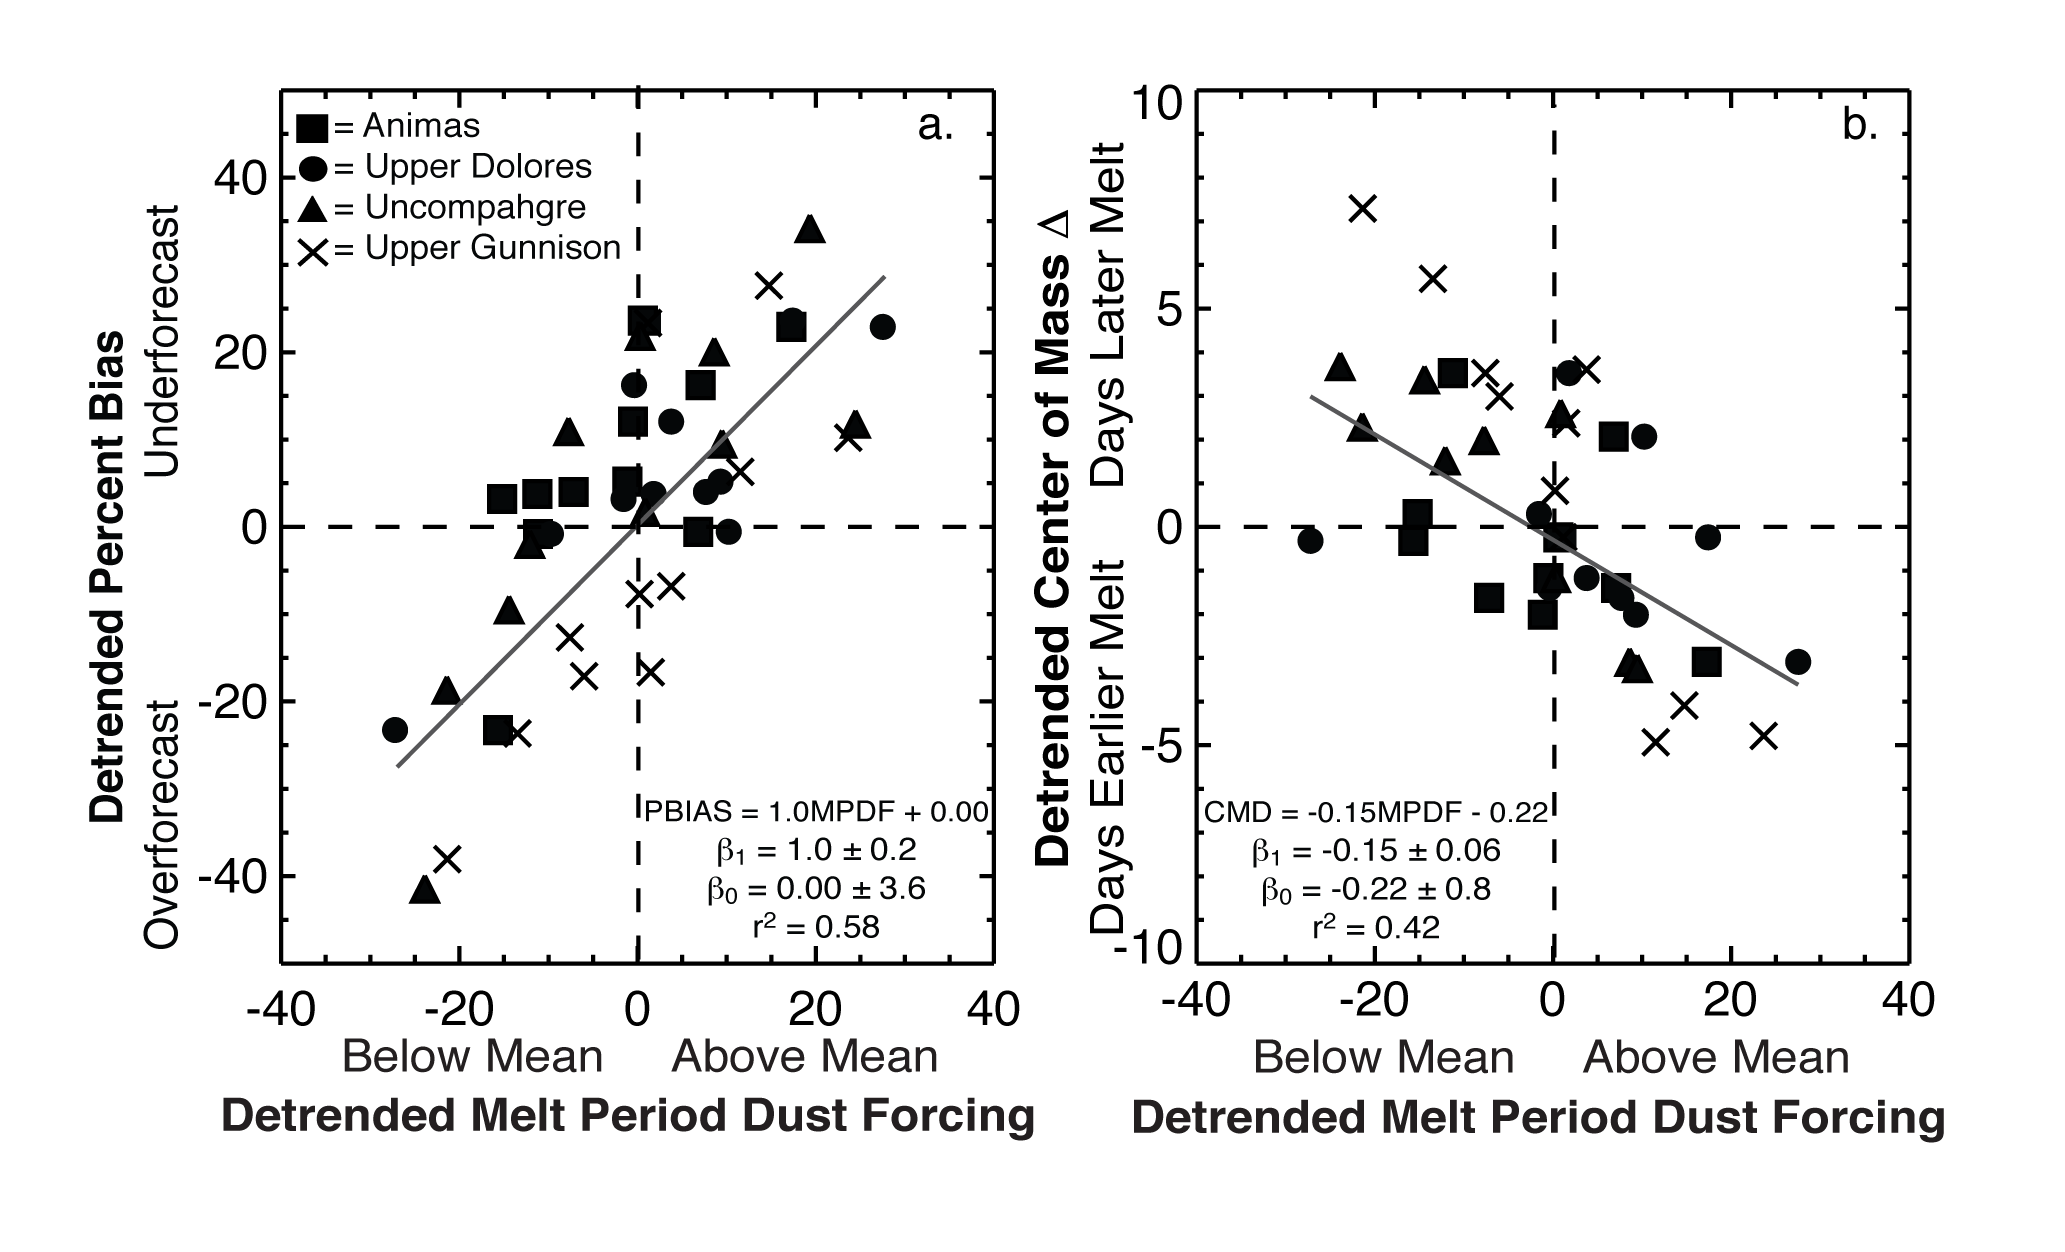 a.
= Animas
= Upper Dolores
= Uncompahgre
= Upper Gunnison
40
20
0
-20
-40
Detrended Percent Bias
Underforecast
Overforecast
PBIAS = 1.0MPDF + 0.00
β1 = 1.0 ± 0.2
β0 = 0.00 ± 3.6
r2 = 0.58
-40 -20 0 20 40
Below Mean Above Mean
Detrended Melt Period Dust Forcing
b.
10
5
0
-5
-10
Detrended Center of Mass Δ
Days Later Melt
Days Earlier Melt
CMD = -0.15MPDF - 0.22
β1 = -0.15 ± 0.06
β0 = -0.22 ± 0.8
r2 = 0.42
-40 -20 0 20 40
Below Mean Above Mean
Detrended Melt Period Dust Forcing